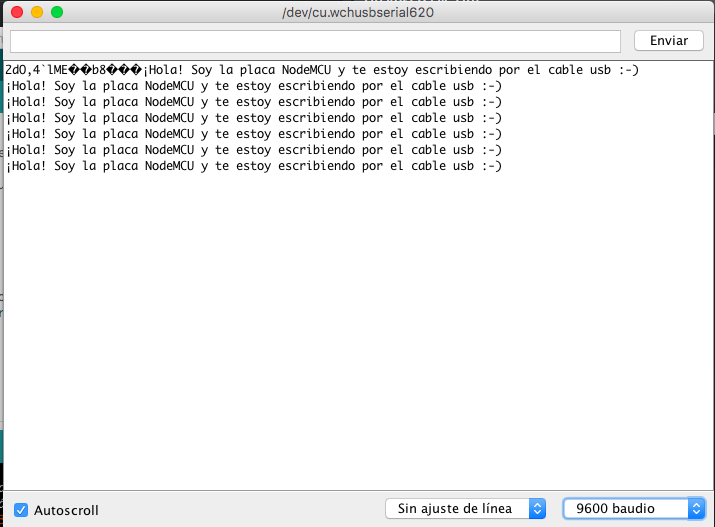 /dev/cu.wchusbserial620
Enviar
2dO,4`lME��b8���¡Hola! Soy la placa NodeMCU y te estoy escribiendo por el cable usb :-)
¡Hola! Soy la placa NodeMCU y te estoy escribiendo por el cable usb :-)
¡Hola! Soy la placa NodeMCU y te estoy escribiendo por el cable usb :-)
¡Hola! Soy la placa NodeMCU y te estoy escribiendo por el cable usb :-)
¡Hola! Soy la placa NodeMCU y te estoy escribiendo por el cable usb :-)
¡Hola! Soy la placa NodeMCU y te estoy escribiendo por el cable usb :-)
¡Hola! Soy la placa NodeMCU y te estoy escribiendo por el cable usb :-)
Autoscroll
Sin ajuste de línea
9600 baudio